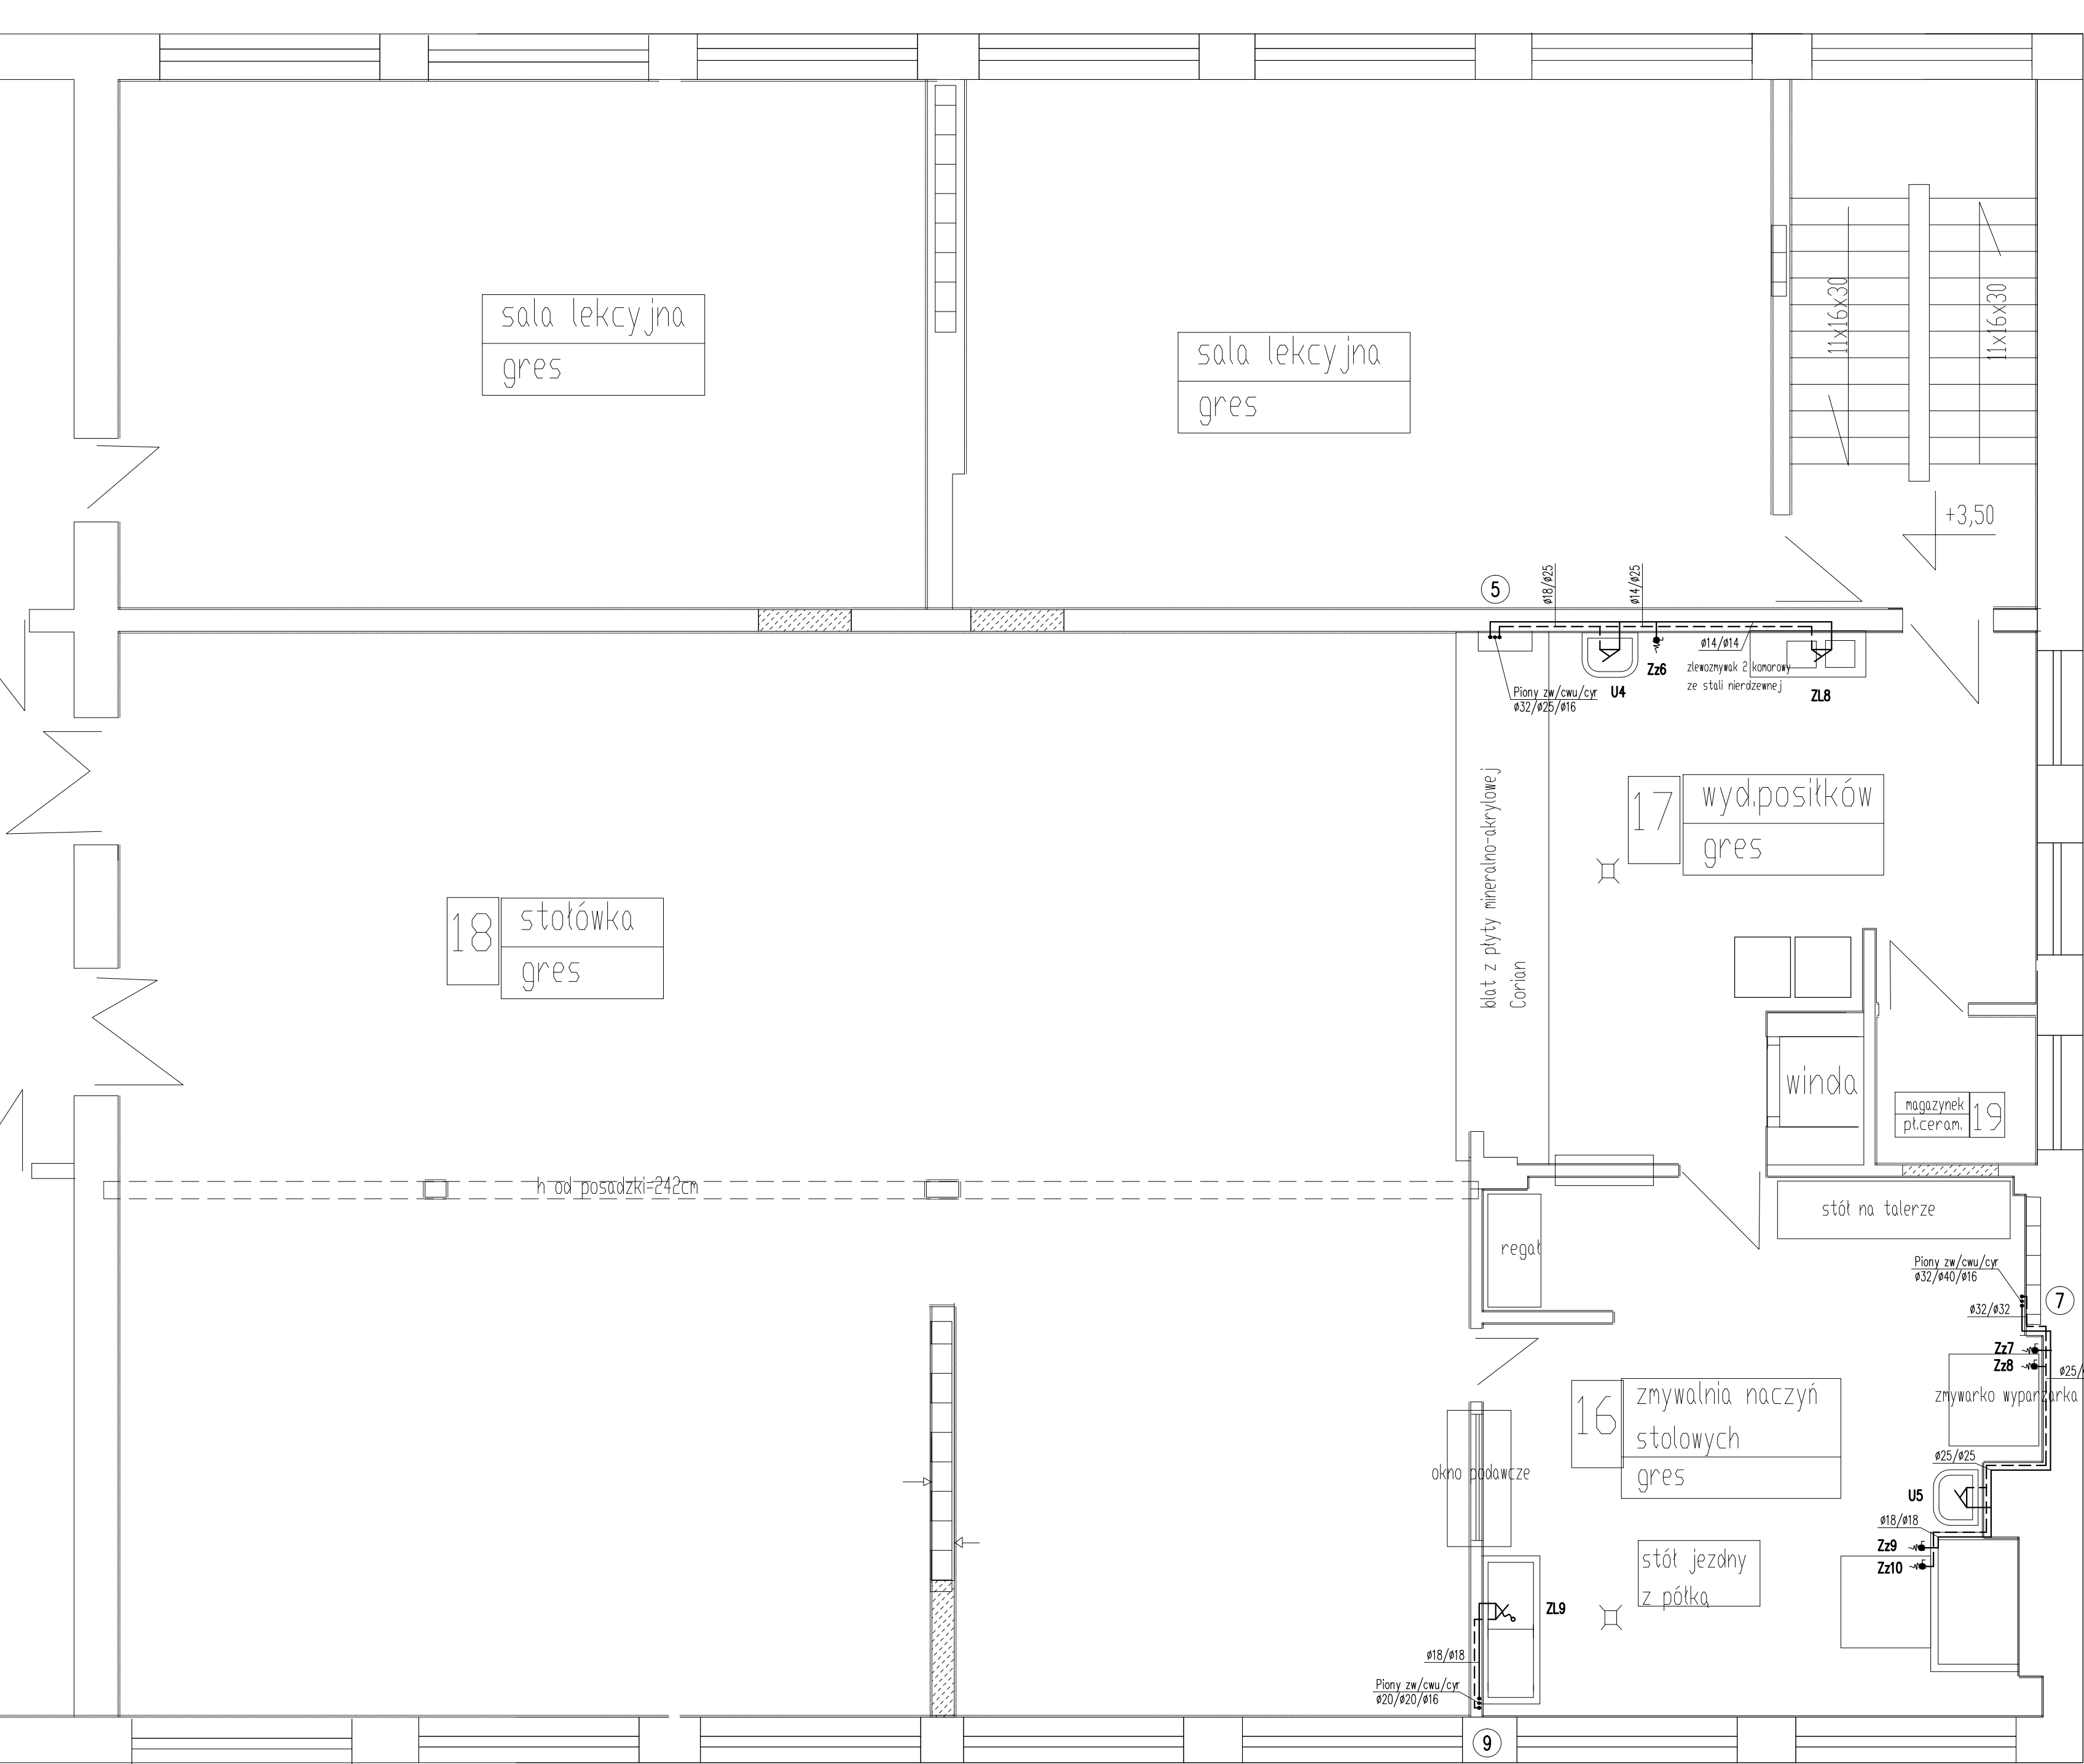 sala lekcyjna
gres
sala lekcyjna
gres
11x16x30
11x16x30
+3,50
5
ø18/ø25
ø14/ø25
ø14/ø14
Zz6
zlewozmywak 2 komorowy
ze stali nierdzewnej
ZL8
U4
Piony zw/cwu/cyr
ø32/ø25/ø16
blat z płyty mineralno-akrylowej
Corian
17
wyd.posiłków
gres
18
stołówka
gres
winda
magazynek
pł.ceram.
19
h od posadzki-242cm
stół na talerze
regał
Piony zw/cwu/cyr
ø32/ø40/ø16
ø32/ø32
7
Zz7
Zz8
ø25/
zmywarko wyparzarka
16
zmywalnia naczyń
stolowych
gres
okno podawcze
ø25/ø25
U5
ø18/ø18
Zz9
Zz10
stół jezdny
z półką
ZL9
ø18/ø18
Piony zw/cwu/cyr
ø20/ø20/ø16
9